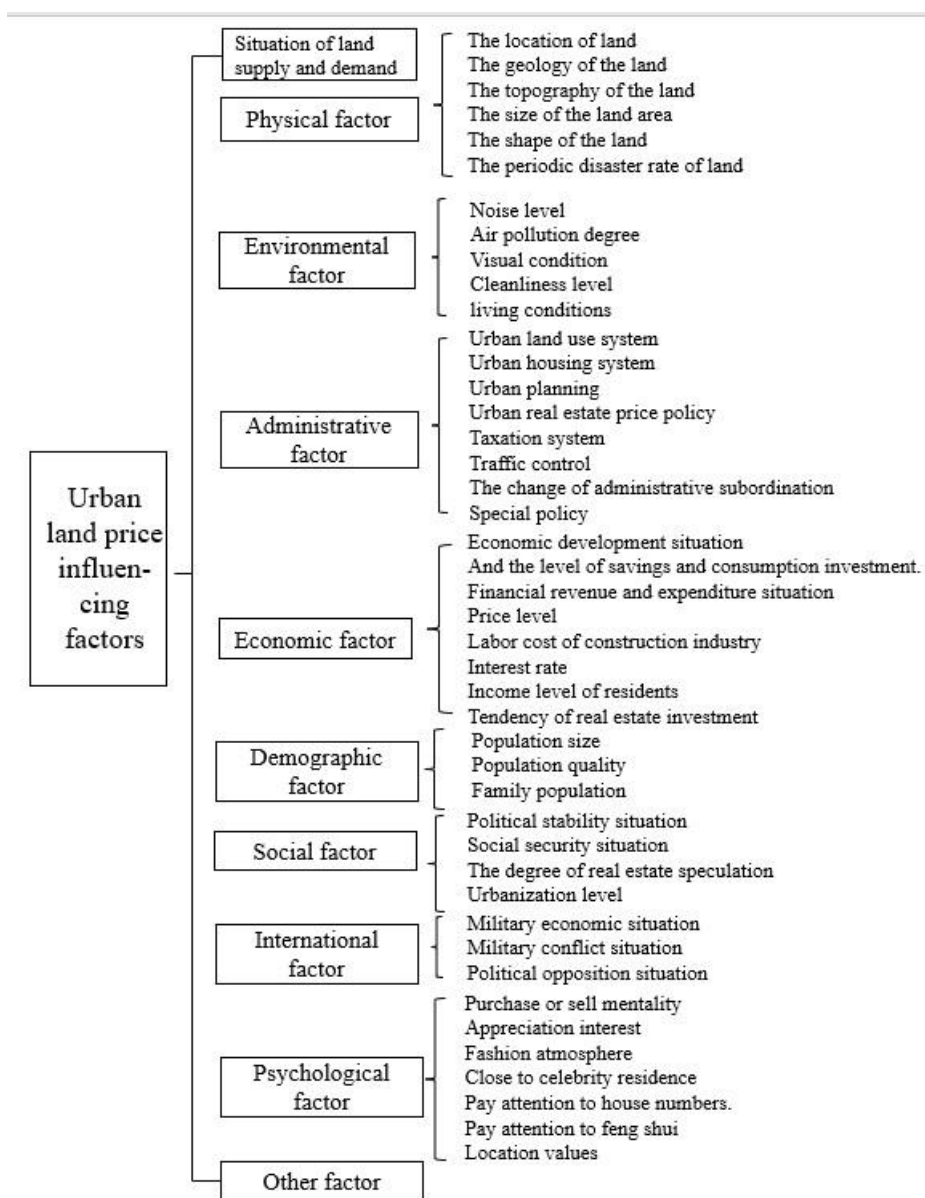 Urban
land price
influen-
cing
factors
Situation of land
supply and demand
Physical factor
The location of land
The geology of the land
The topography of the land
The size of the land area
The shape of the land
The periodic disaster rate of land
Environmental
factor
Noise level
Air pollution degree
Visual condition
Cleanliness level
living conditions
Administrative
factor
Urban land use system
Urban housing system
Urban planning
Urban real estate price policy
Taxation system
Traffic control
The change of administrative subordination
Special policy
Economic factor
Economic development situation
And the level of savings and consumption investment.
Financial revenue and expenditure situation
Price level
Labor cost of construction industry
Interest rate
Income level of residents
Tendency of real estate investment
Demographic
factor
Population size
Population quality
Family population
Social factor
Political stability situation
Social security situation
The degree of real estate speculation
Urbanization level
International
factor
Military economic situation
Military conflict situation
Political opposition situation
Psychological
factor
Purchase or sell mentality
Appreciation interest
Fashion atmosphere
Close to celebrity residence
Pay attention to house numbers.
Pay attention to feng shui
Location values
Other factor